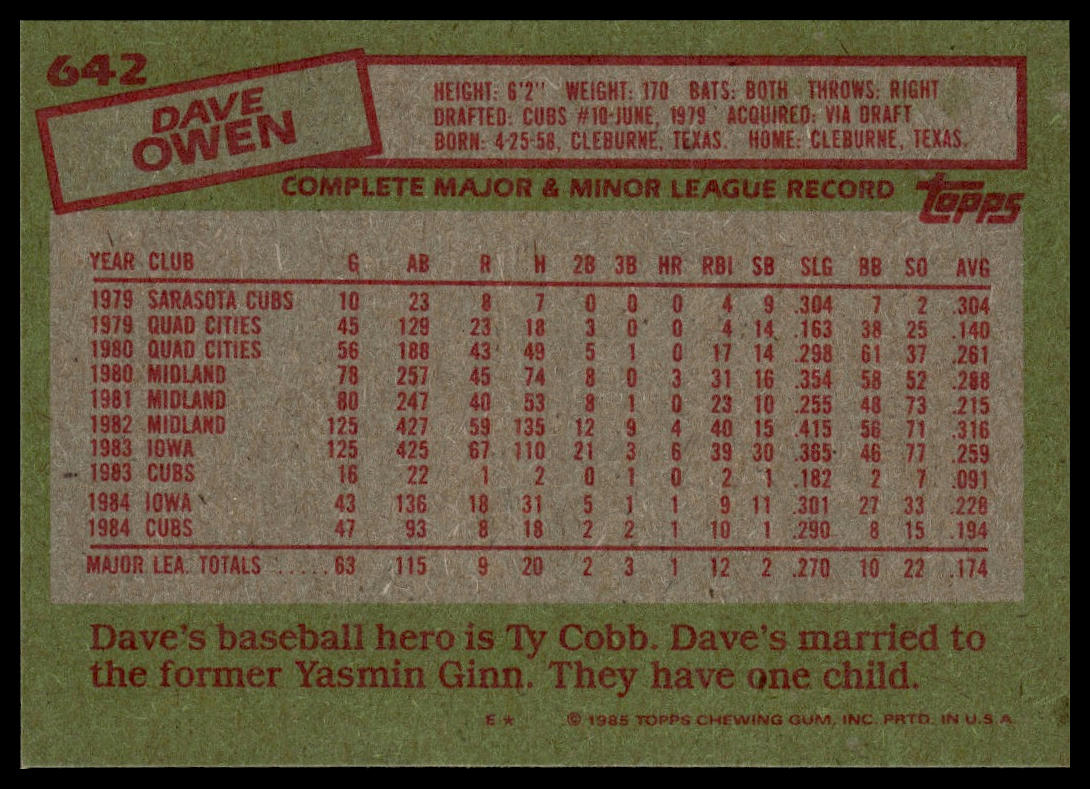 642
DAVE
OWEN
HEIGHT: 6'2" WEIGHT: 170 BATS: BOTH THROWS: RIGHT
DRAFTED: CUBS #10-JUNE, 1979 ACQUIRED: VIA DRAFT
BORN: 4-25-58, CLEBURNE, TEXAS. HOME: CLEBURNE, TEXAS.
COMPLETE MAJOR & MINOR LEAGUE RECORD
topps
YEAR CLUB G AB R H 2B 3B HR RBI SB SLG BB SO AVG
1979 SARASOTA CUBS 10 23 8 7 0 0 0 4 9 .304 7 2 .304
1979 QUAD CITIES 45 129 23 18 3 0 0 4 14 .163 38 25 .140
1980 QUAD CITIES 56 188 43 49 5 1 0 17 14 .298 61 37 .261
1980 MIDLAND 78 257 45 74 8 0 3 31 16 .354 58 52 .288
1981 MIDLAND 80 247 40 53 8 1 0 23 10 .255 48 73 .215
1982 MIDLAND 125 427 59 135 12 9 4 40 15 .415 56 71 .316
1983 IOWA 125 425 67 110 21 3 6 39 30 .365 46 77 .259
1983 CUBS 16 22 1 2 0 1 0 2 1 .182 2 7 .091
1984 IOWA 43 136 18 31 5 1 1 9 11 .301 27 33 .228
1984 CUBS 47 93 8 18 2 2 1 10 1 .290 8 15 .194
MAJOR LEA. TOTALS ......63 115 9 20 2 3 1 12 2 .270 10 22 .174
Dave's baseball hero is Ty Cobb. Dave's married to
the former Yasmin Ginn. They have one child.
E* © 1985 TOPPS CHEWING GUM, INC. PRTD. IN U.S.A.